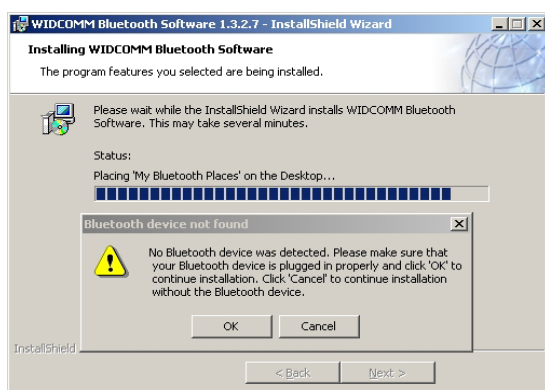 WIDCOMM Bluetooth Software 1.3.2.7 - InstallShield Wizard
Installing WIDCOMM Bluetooth Software
The program features you selected are being installed.
Please wait while the InstallShield Wizard installs WIDCOMM Bluetooth
Software. This may take several minutes.
Status:
Placing 'My Bluetooth Places' on the Desktop...
Bluetooth device not found
No Bluetooth device was detected. Please make sure that
your Bluetooth device is plugged in properly and click 'OK' to
continue installation. Click 'Cancel' to continue installation
without the Bluetooth device.
OK Cancel
InstallShield
< Back Next >